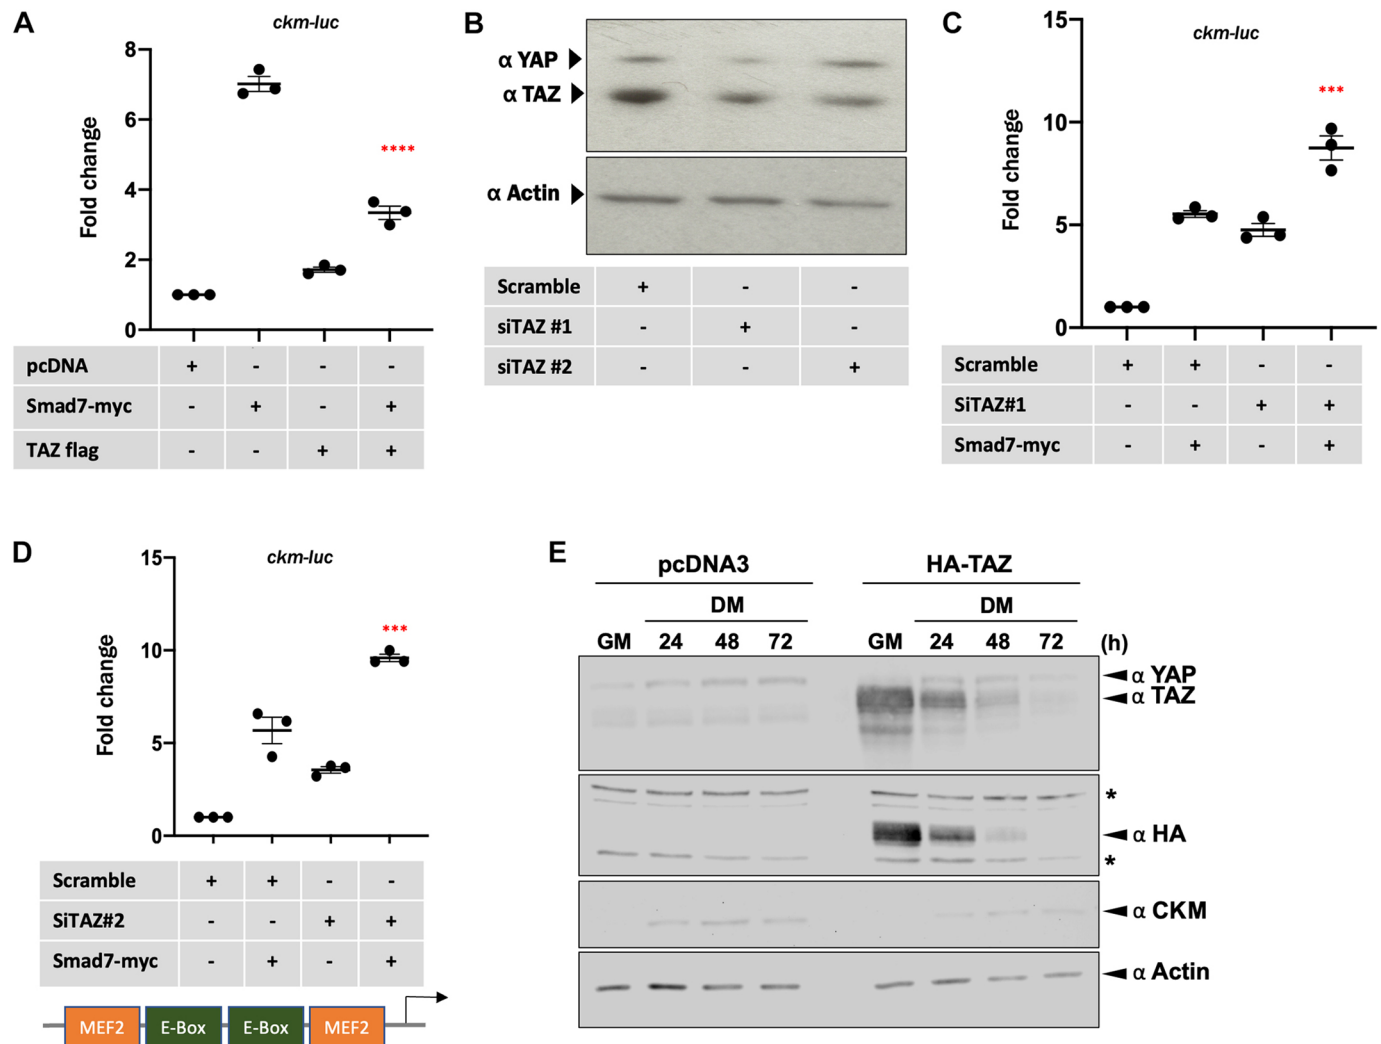 A
ckm-luc
Fold change
8
6
4
2
0
****
pcDNA + - - -
Smad7-myc - + - +
TAZ flag - - + +
B
α YAP
α TAZ
α Actin
Scramble + - -
siTAZ #1 - + -
siTAZ #2 - - +
C
ckm-luc
Fold change
15
10
5
0
***
Scramble + + - -
SiTAZ#1 - - + +
Smad7-myc - + - +
D
ckm-luc
Fold change
15
10
5
0
***
Scramble + + - -
SiTAZ#2 - - + +
Smad7-myc - + - +
MEF2 E-Box E-Box MEF2
E
pcDNA3 HA-TAZ
DM DM
GM 24 48 72 GM 24 48 72 (h)
α YAP
α TAZ
*
α HA
*
α CKM
α Actin